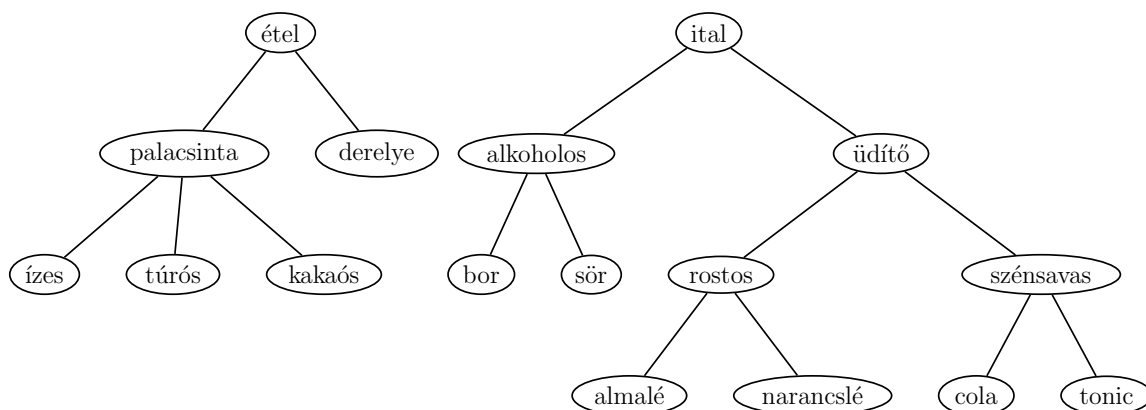 étel ital
palacsinta derelye alkoholos üdítő
ízes túrós kakaós bor sör rostos szénsavas
almalé narancslé cola tonic